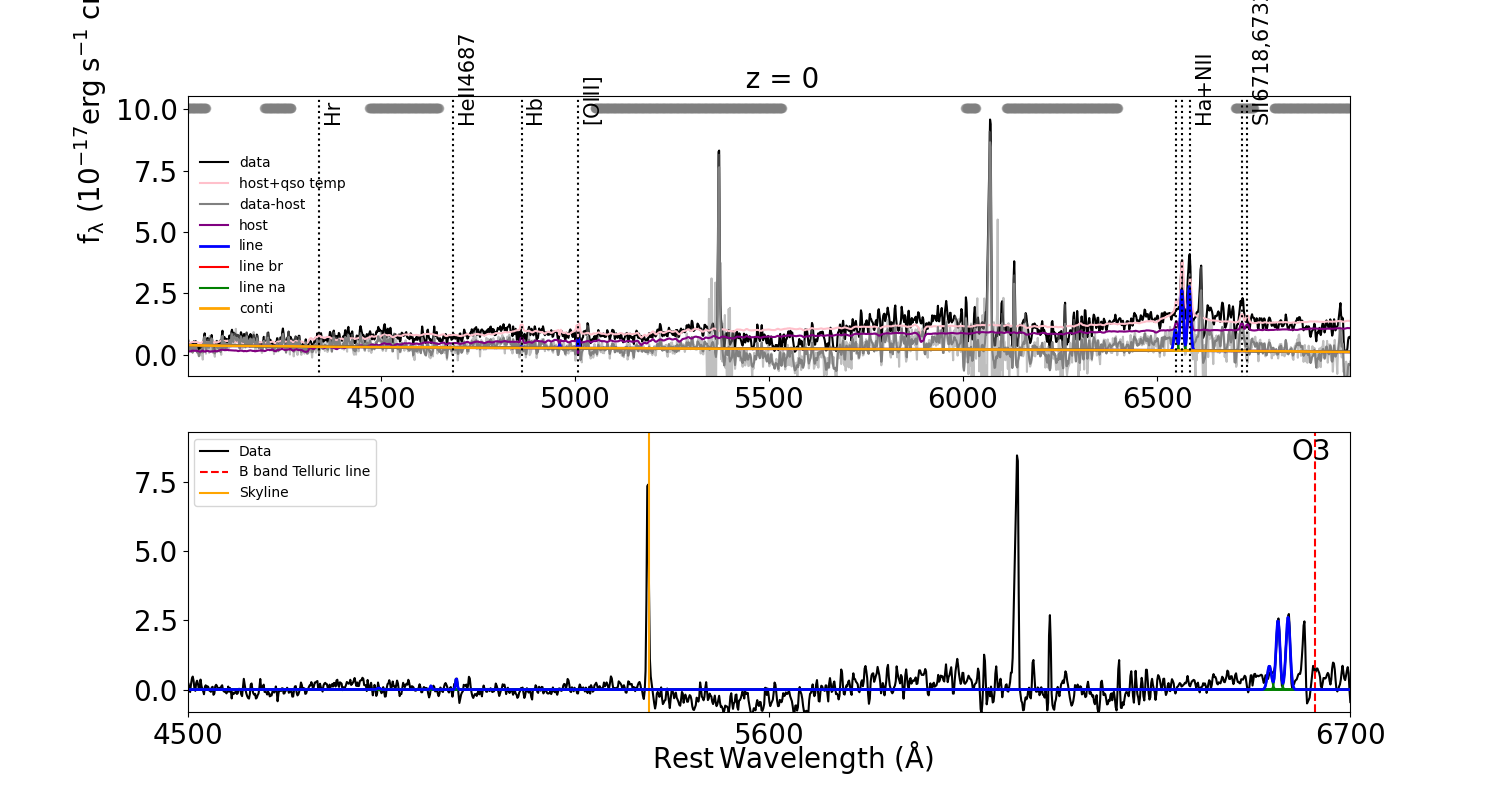 z = 0
fλ (10−17erg s−1 c
10.0
7.5
5.0
2.5
0.0
Hr
HeII4687
Hb
[OIII]
Ha+NII
SII6718,673
data
host+qso temp
data-host
host
line
line br
line na
conti
4500
5000
5500
6000
6500
7.5
5.0
2.5
0.0
Data
B band Telluric line
Skyline
O3
4500
5600
6700
Rest Wavelength (Å)